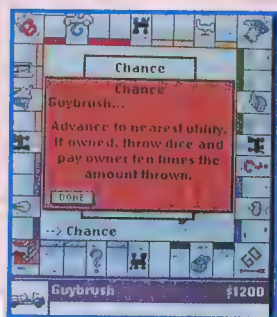 Chance
Chance
Guybrush...
Advance to nearest utility.
If owned, throw dice and
pay owner ten times the
amount thrown.
DONE
--> Chance
GO
Guybrush $1200